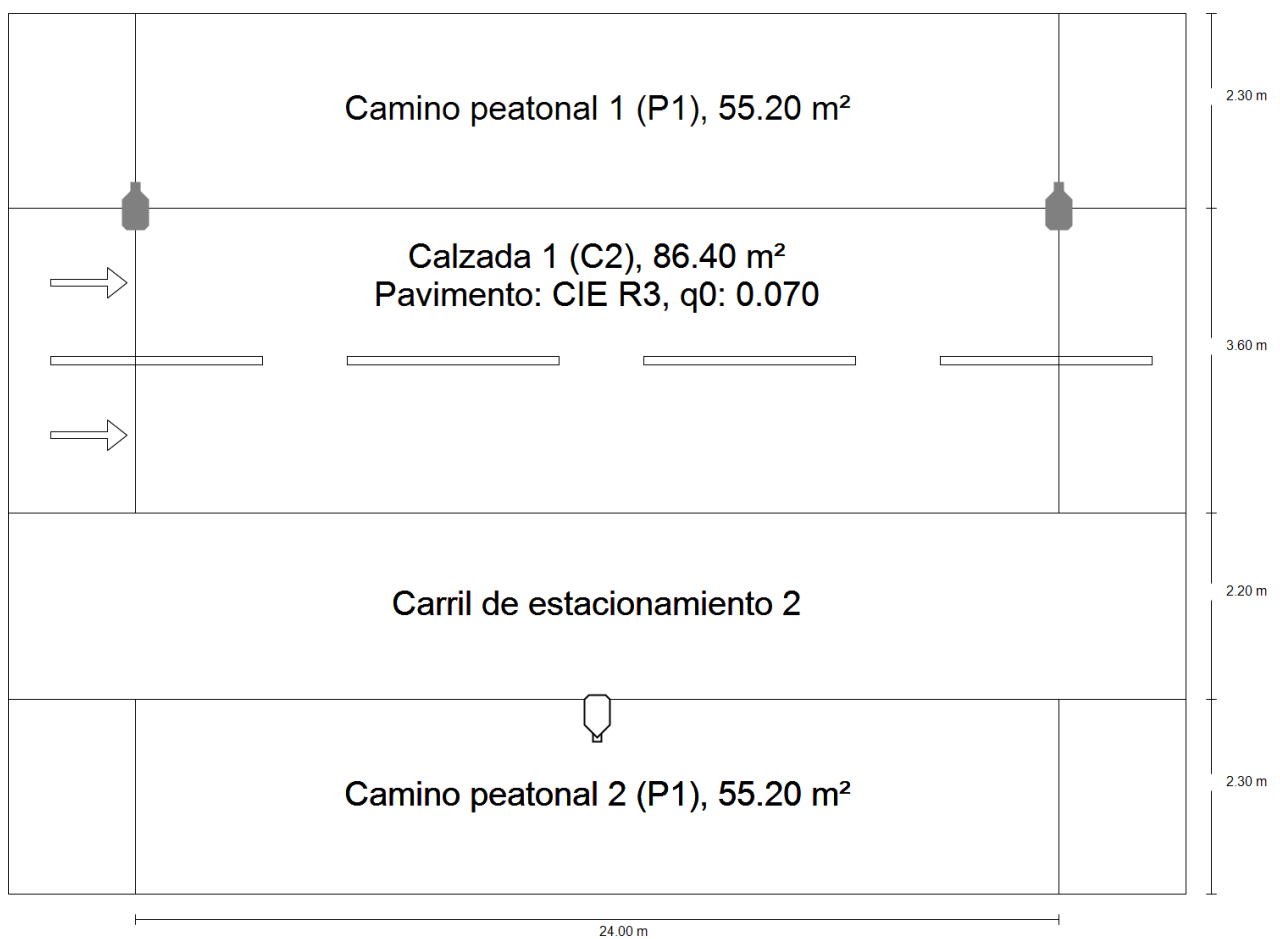 Camino peatonal 1 (P1), 55.20 m²
2.30 m
Calzada 1 (C2), 86.40 m²
Pavimento: CIE R3, q0: 0.070
3.60 m
Carril de estacionamiento 2
2.20 m
Camino peatonal 2 (P1), 55.20 m²
2.30 m
24.00 m